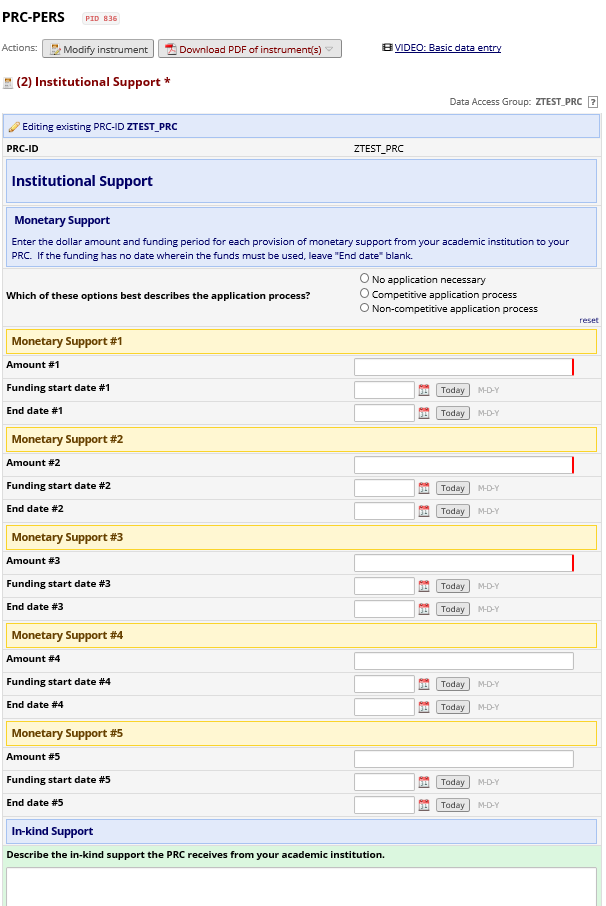 PRC-PERS PID 836
Actions: Modify instrument Download PDF of instrument(s) VIDEO: Basic data entry
(2) Institutional Support *
Data Access Group: ZTEST_PRC ?
Editing existing PRC-ID ZTEST_PRC
PRC-ID ZTEST_PRC
Institutional Support
Monetary Support
Enter the dollar amount and funding period for each provision of monetary support from your academic institution to your
PRC. If the funding has no date wherein the funds must be used, leave "End date" blank.
Which of these options best describes the application process?
No application necessary
Competitive application process
Non-competitive application process
reset
Monetary Support #1
Amount #1
Funding start date #1 Today M-D-Y
End date #1 Today M-D-Y
Monetary Support #2
Amount #2
Funding start date #2 Today M-D-Y
End date #2 Today M-D-Y
Monetary Support #3
Amount #3
Funding start date #3 Today M-D-Y
End date #3 Today M-D-Y
Monetary Support #4
Amount #4
Funding start date #4 Today M-D-Y
End date #4 Today M-D-Y
Monetary Support #5
Amount #5
Funding start date #5 Today M-D-Y
End date #5 Today M-D-Y
In-kind Support
Describe the in-kind support the PRC receives from your academic institution.